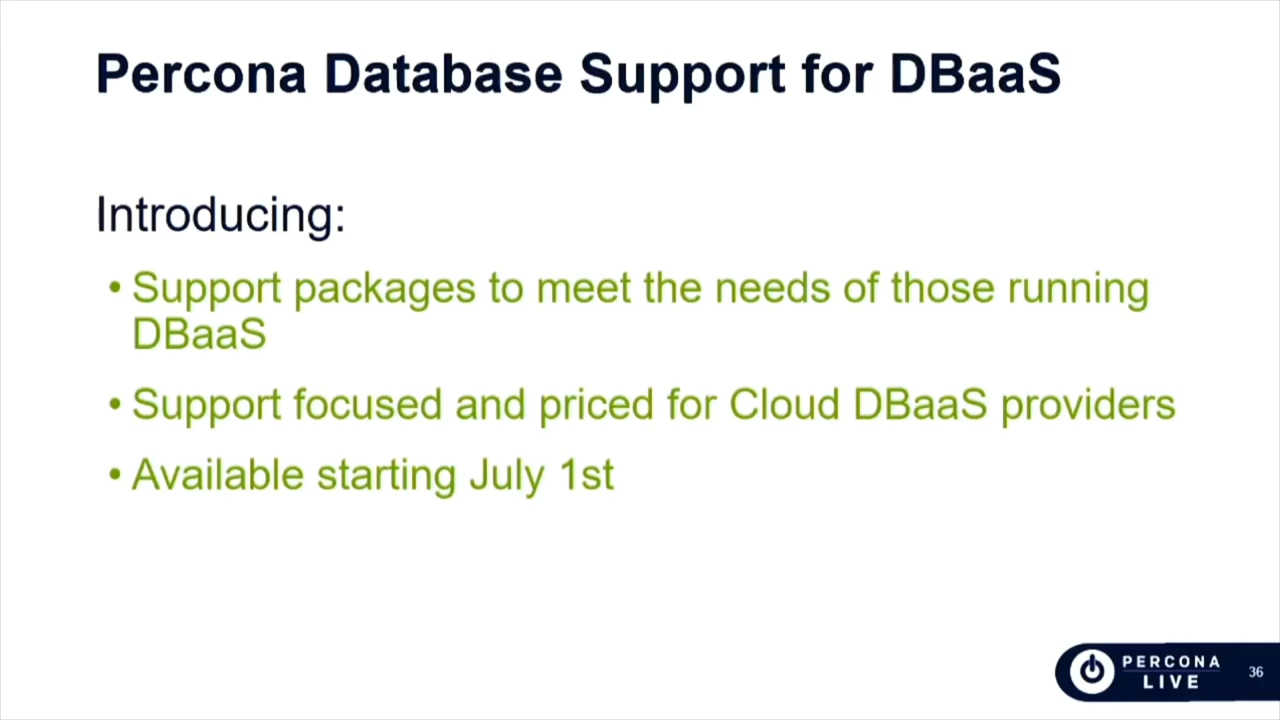 Percona Database Support for DBaaS
Introducing:
• Support packages to meet the needs of those running
DBaaS
• Support focused and priced for Cloud DBaaS providers
• Available starting July 1st
PERCONA
LIVE
36